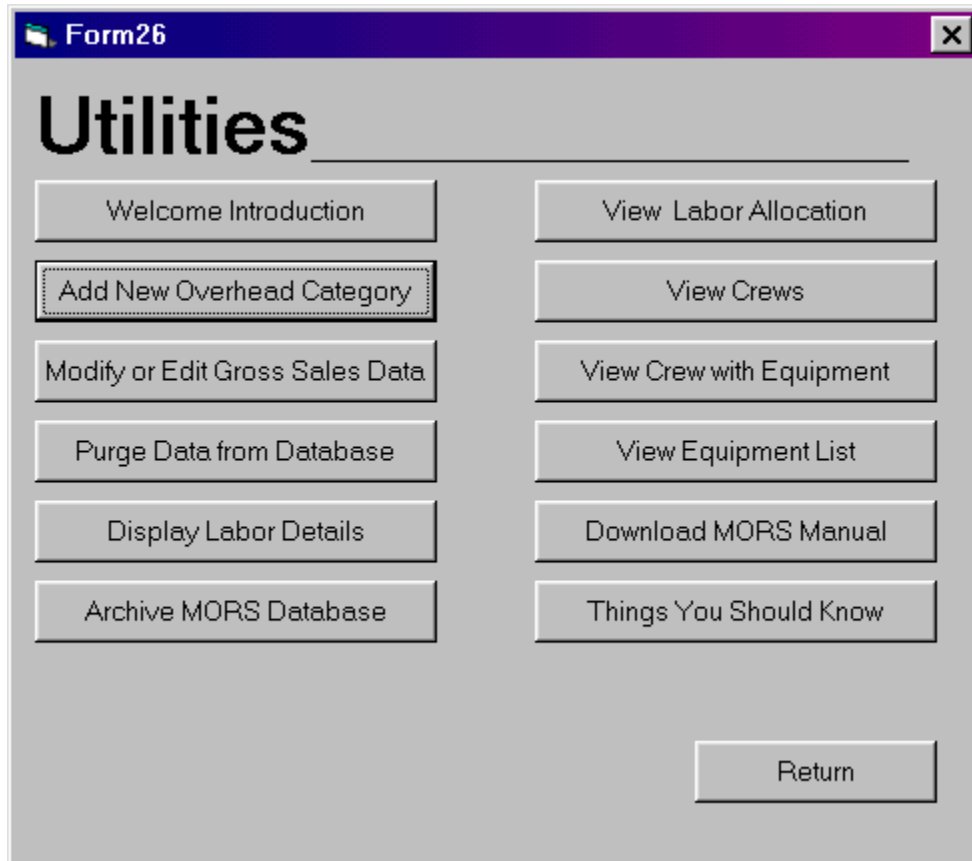 Form26
Utilities
Welcome Introduction
Add New Overhead Category
Modify or Edit Gross Sales Data
Purge Data from Database
Display Labor Details
Archive MORS Database
View Labor Allocation
View Crews
View Crew with Equipment
View Equipment List
Download MORS Manual
Things You Should Know
Return